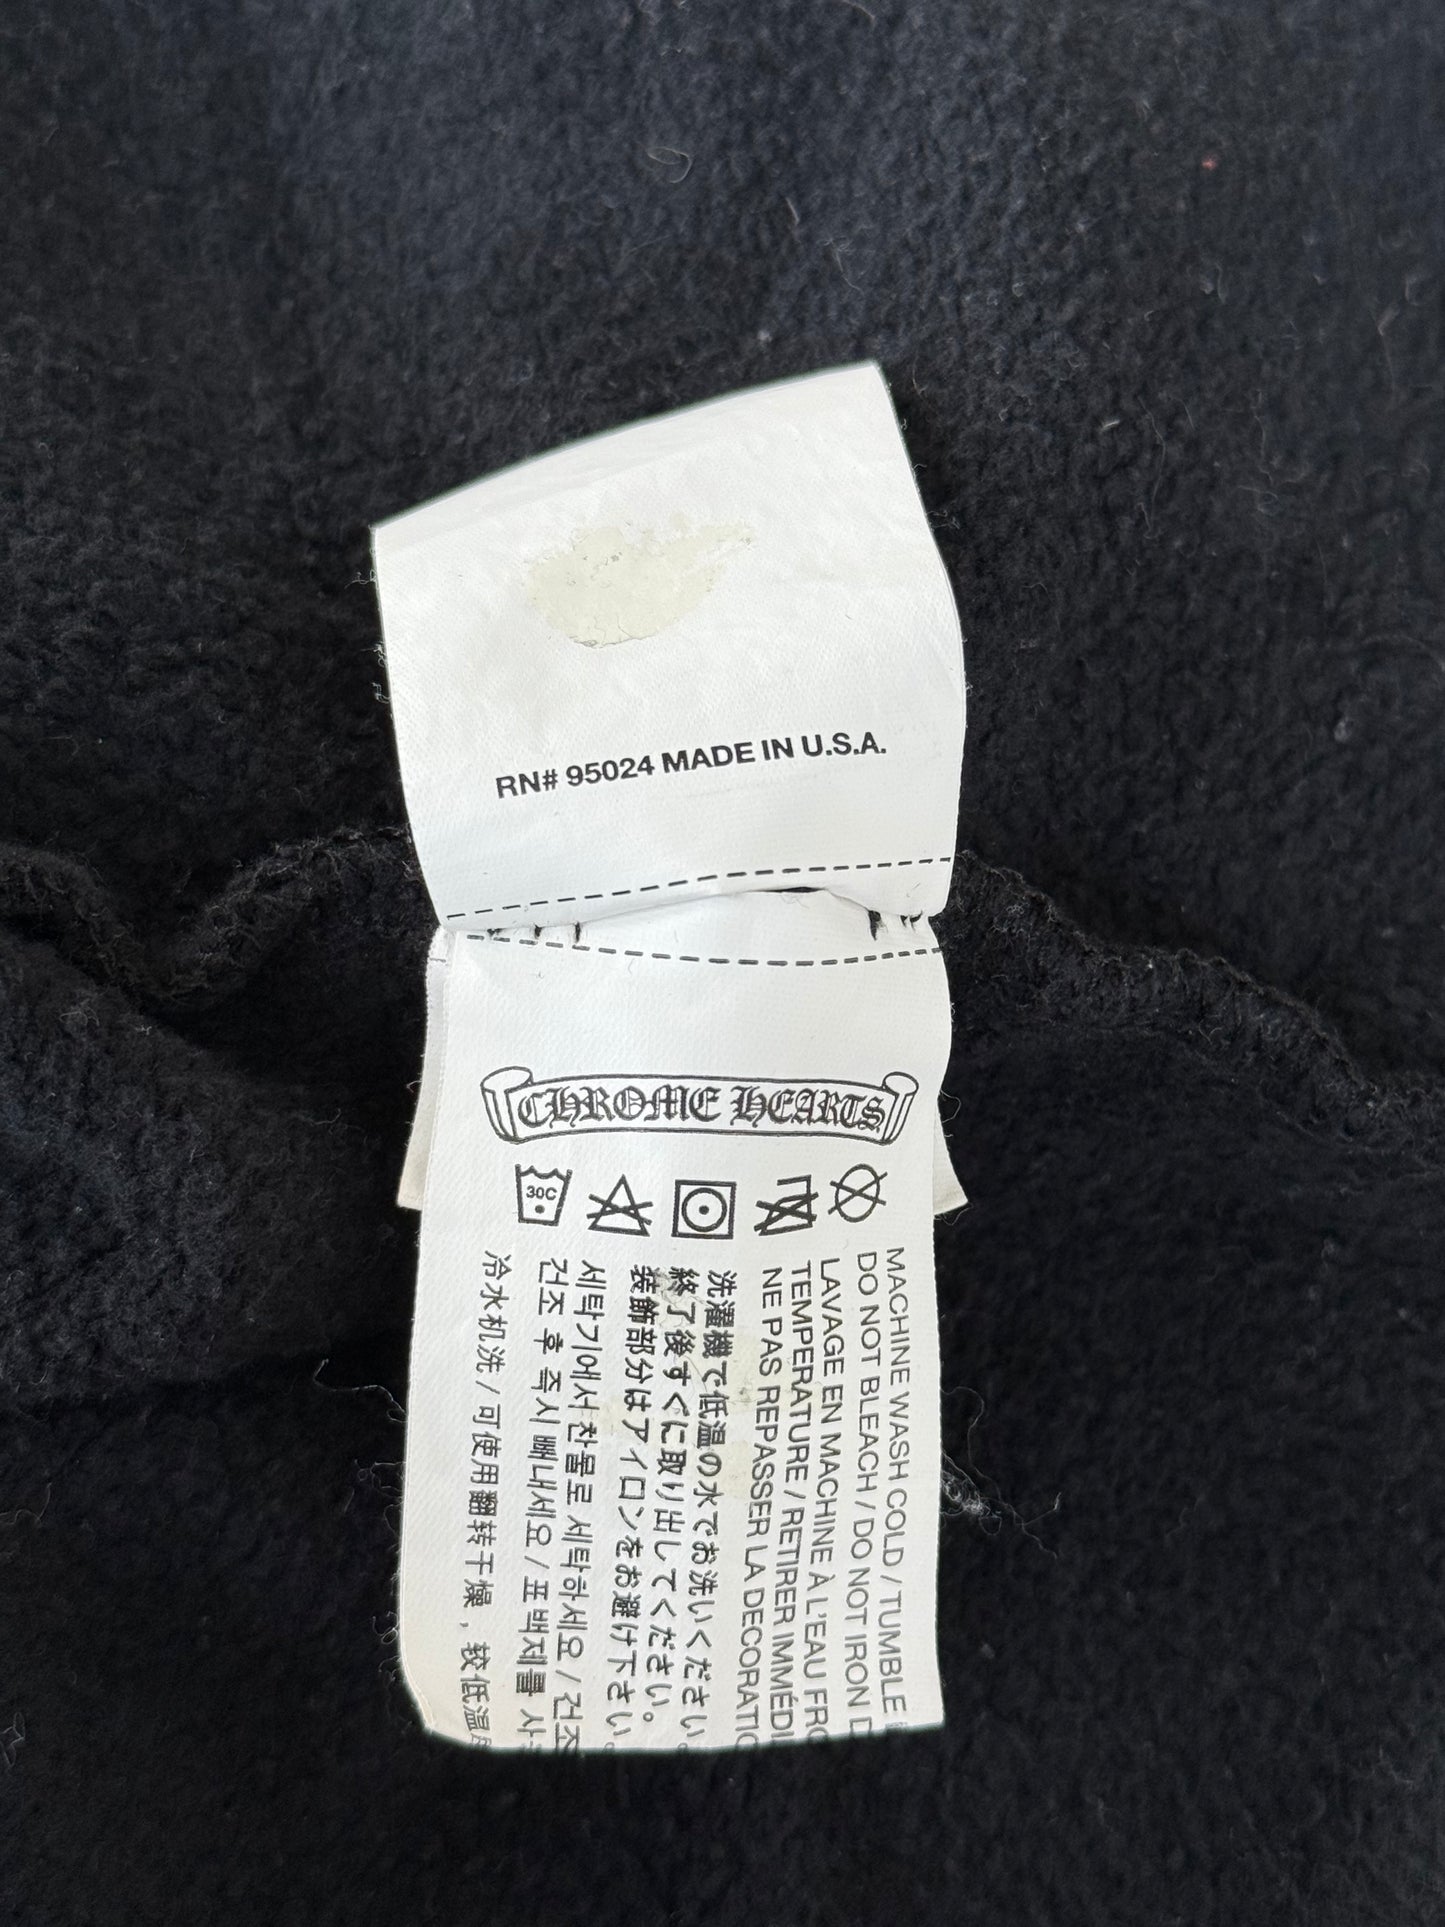 RN# 95024 MADE IN U.S.A.
CHROME HEARTS
30C
MACHINE WASH COLD / TUMBLE
DO NOT BLEACH / DO NOT IRON
LAVAGE EN MACHINE À L'EAU
TEMPERATURE / RETIRER
NE PAS REPASSER LA
洗濯機で低温の水でお洗いください。
終了後すぐに取り出してください。
装飾部分はアイロンをお避け下さい。
세탁기에서 찬물로 세탁하세요 / 건조
건조 후 즉시 빼내세요 / 표백제를
冷水机洗 / 可使用翻转干燥，较低温